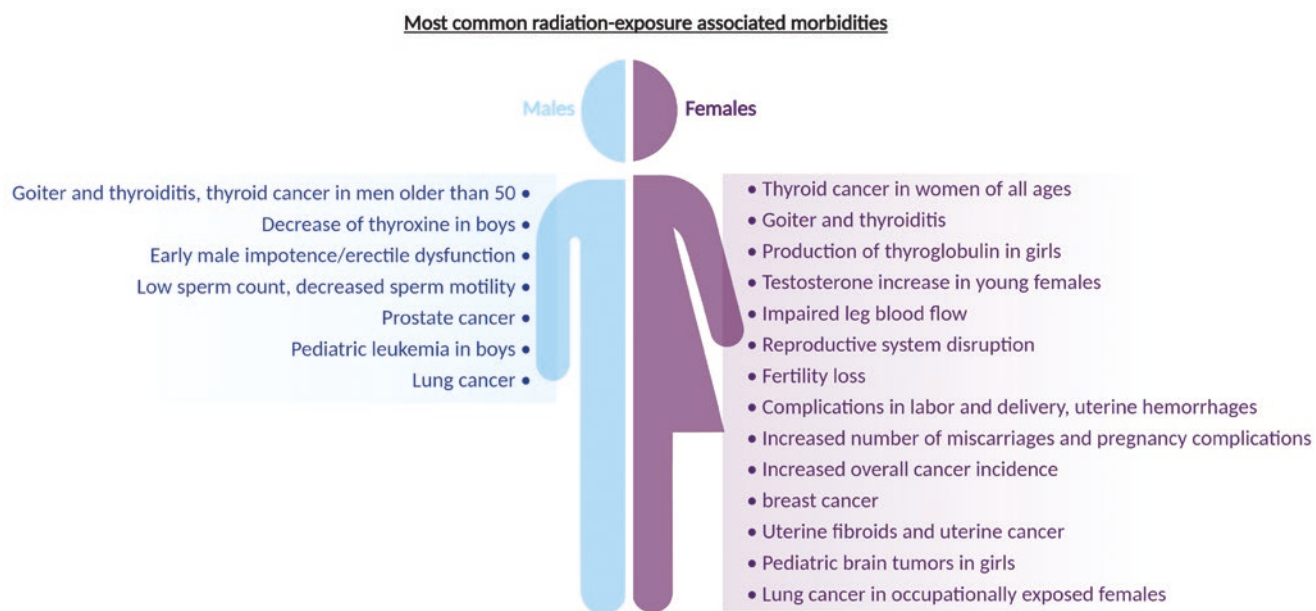 Most common radiation-exposure associated morbidities
Males
Females
Goiter and thyroiditis, thyroid cancer in men older than 50 •
Decrease of thyroxine in boys •
Early male impotence/erectile dysfunction •
Low sperm count, decreased sperm motility •
Prostate cancer •
Pediatric leukemia in boys •
Lung cancer •
• Thyroid cancer in women of all ages
• Goiter and thyroiditis
• Production of thyroglobulin in girls
• Testosterone increase in young females
• Impaired leg blood flow
• Reproductive system disruption
• Fertility loss
• Complications in labor and delivery, uterine hemorrhages
• Increased number of miscarriages and pregnancy complications
• Increased overall cancer incidence
• breast cancer
• Uterine fibroids and uterine cancer
• Pediatric brain tumors in girls
• Lung cancer in occupationally exposed females